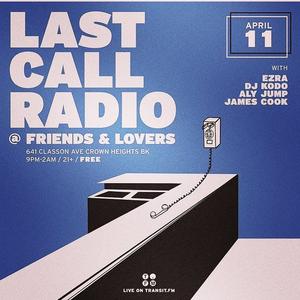 LAST
CALL
RADIO
@ FRIENDS & LOVERS
641 CLASSON AVE CROWN HEIGHTS BK
9PM-2AM / 21+ / FREE
APRIL
11
WITH
EZRA
DJ KODO
ALY JUMP
JAMES COOK
T
FM
LIVE ON TRANSIT.FM